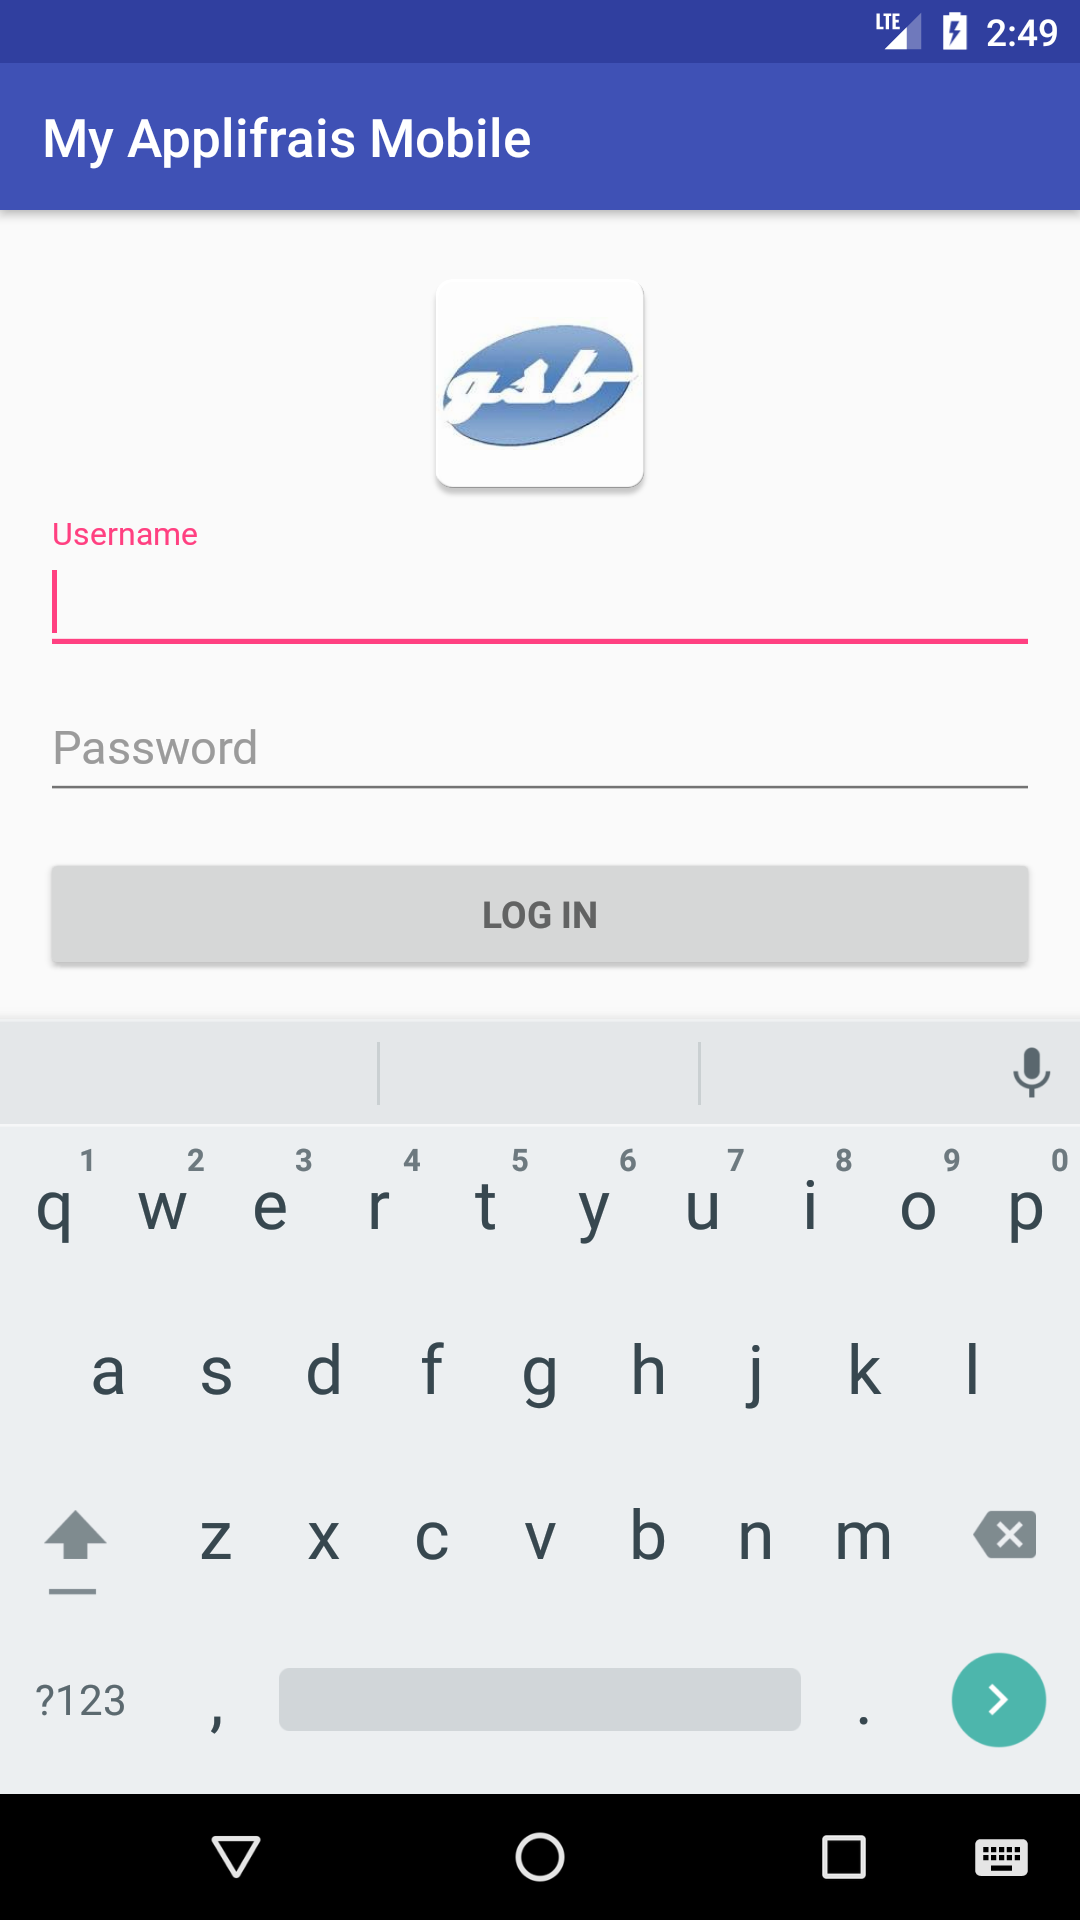 LTE 2:49
My Applifrais Mobile
gsb
Username
Password
LOG IN
1 2 3 4 5 6 7 8 9 0
q w e r t y u i o p
a s d f g h j k l
z x c v b n m
?123 , .